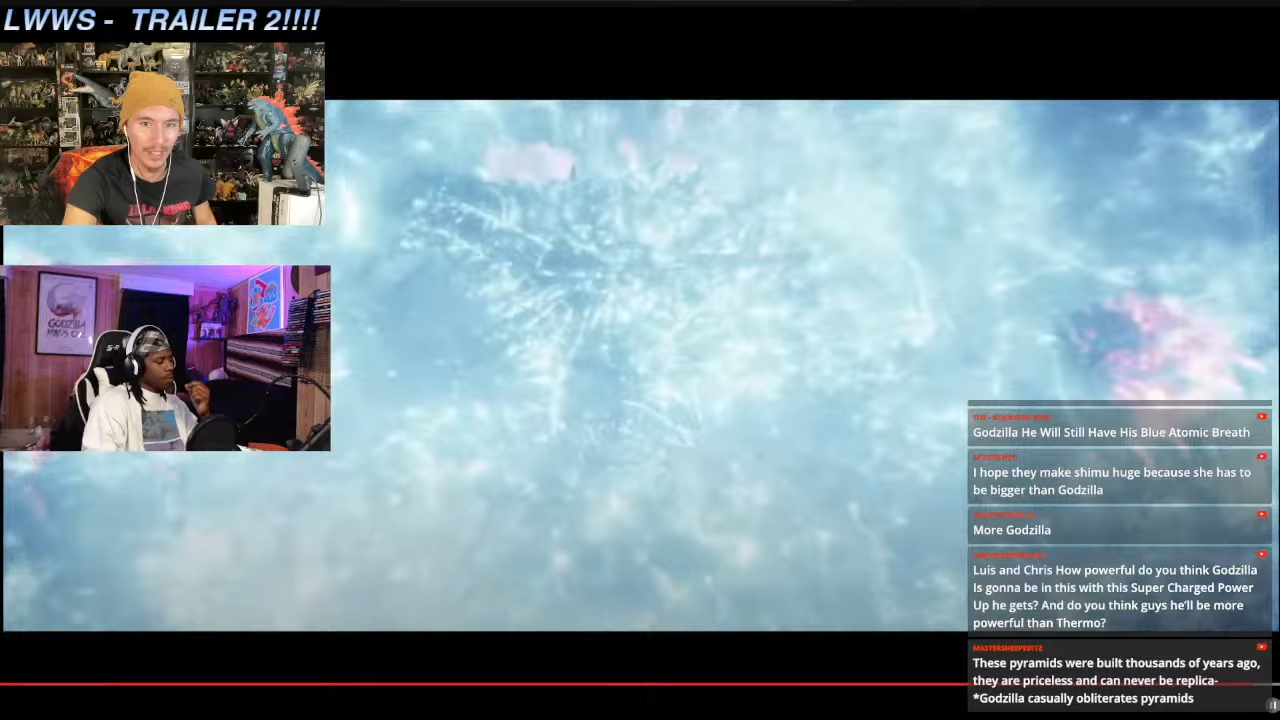 LWWS - TRAILER 2!!!!
GODZILLA
Godzilla He Will Still Have His Blue Atomic Breath
I hope they make shimu huge because she has to
be bigger than Godzilla
More Godzilla
Luis and Chris How powerful do you think Godzilla
Is gonna be in this with this Super Charged Power
Up he gets? And do you think guys he'll be more
powerful than Thermo?
MASTERSHEEPEDITZ
These pyramids were built thousands of years ago,
they are priceless and can never be replica-
*Godzilla casually obliterates pyramids